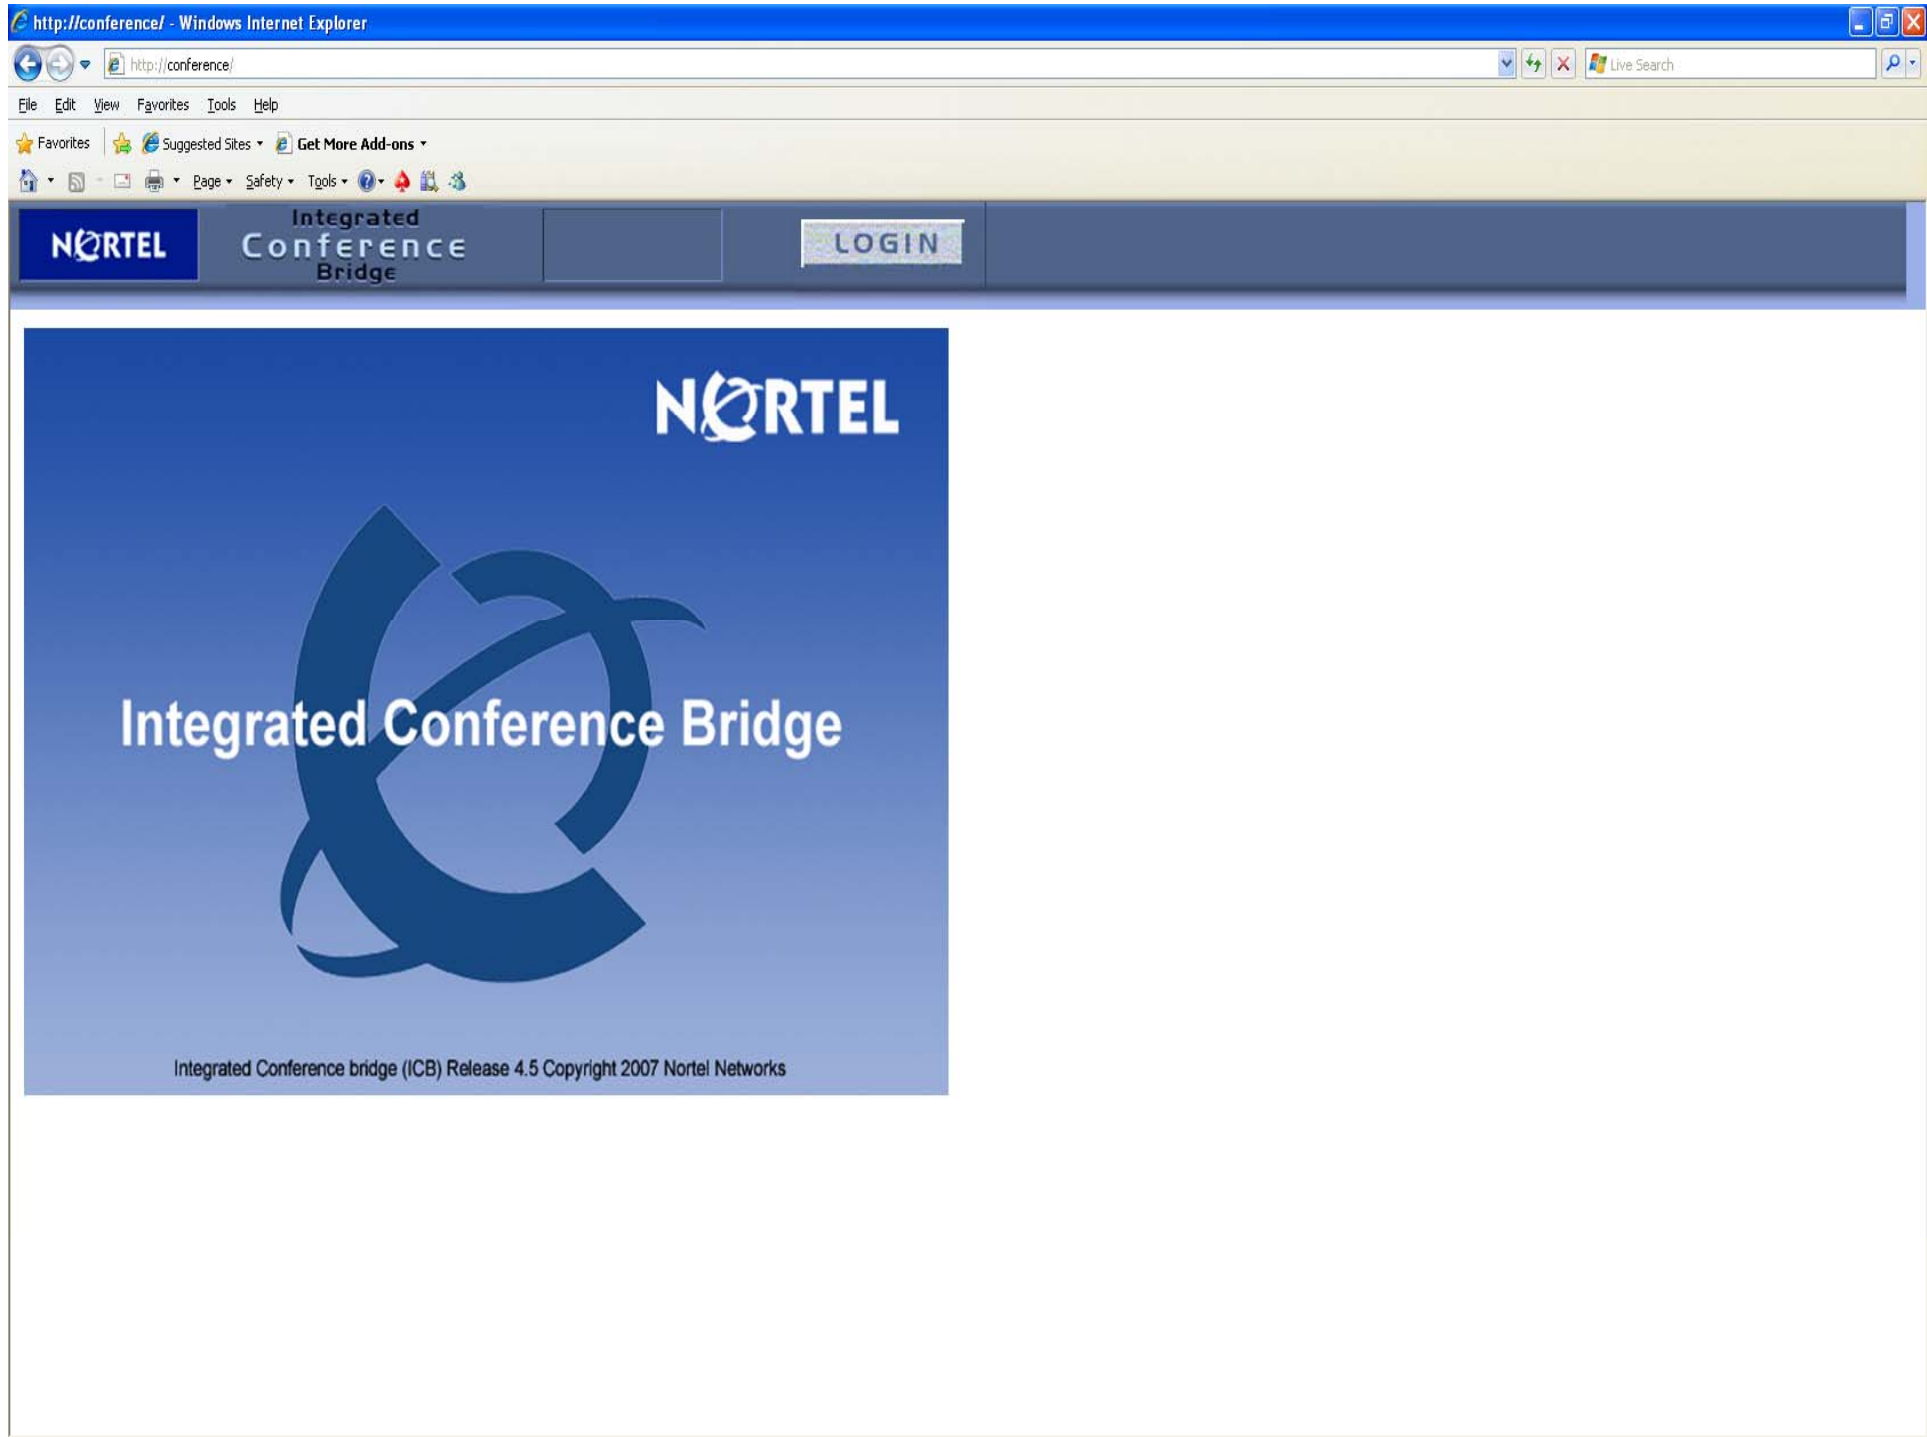 http://conference/ - Windows Internet Explorer
http://conference/
Live Search
File Edit View Favorites Tools Help
Favorites Suggested Sites Get More Add-ons
Page Safety Tools
NORTEL
Integrated
Conference
Bridge
LOGIN
NORTEL
Integrated Conference Bridge
Integrated Conference bridge (ICB) Release 4.5 Copyright 2007 Nortel Networks